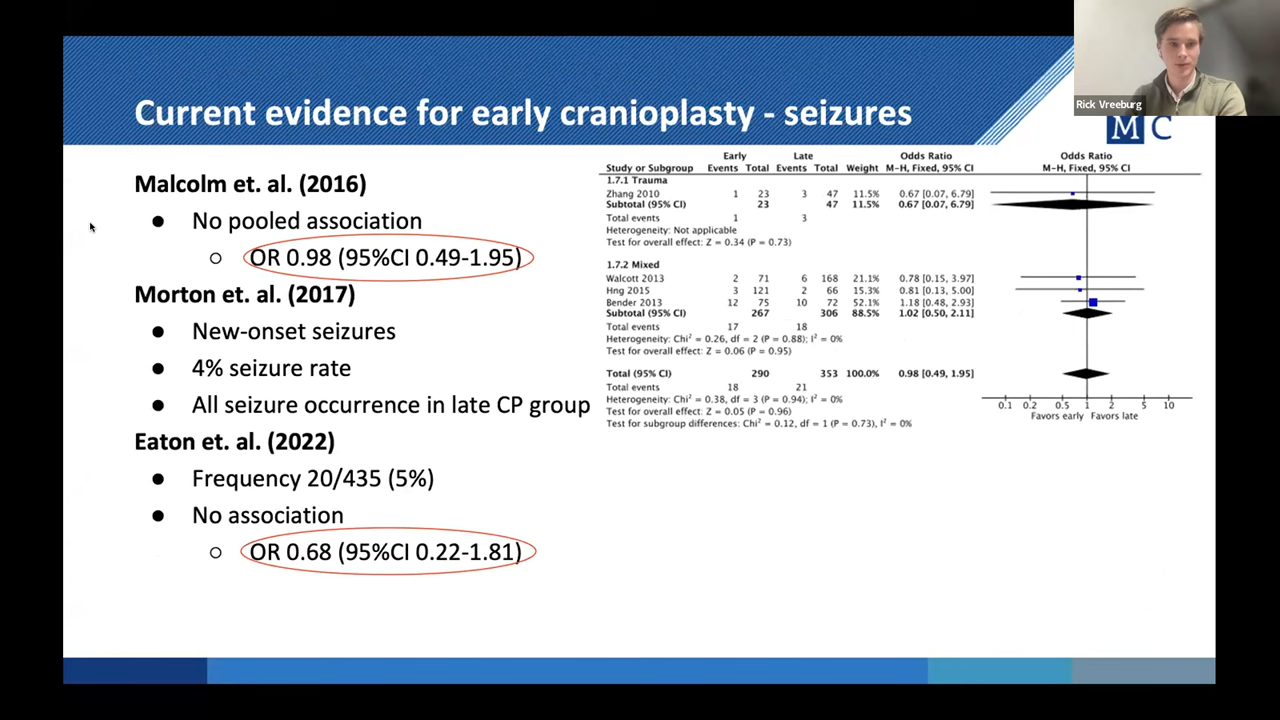 Rick Vreeburg
MC
Current evidence for early cranioplasty - seizures
Malcolm et. al. (2016)
● No pooled association
○ OR 0.98 (95%CI 0.49-1.95)
Morton et. al. (2017)
● New-onset seizures
● 4% seizure rate
● All seizure occurrence in late CP group
Eaton et. al. (2022)
● Frequency 20/435 (5%)
● No association
○ OR 0.68 (95%CI 0.22-1.81)
Early Late Odds Ratio Odds Ratio
Study or Subgroup Events Total Events Total Weight M-H, Fixed, 95% CI M-H, Fixed, 95% CI
1.7.1 Trauma
Zhang 2010 1 23 3 47 11.5% 0.67 [0.07, 6.79]
Subtotal (95% CI) 23 47 11.5% 0.67 [0.07, 6.79]
Total events 1 3
Heterogeneity: Not applicable
Test for overall effect: Z = 0.34 (P = 0.73)
1.7.2 Mixed
Walcott 2013 2 71 6 168 21.1% 0.78 [0.15, 3.97]
Hng 2015 3 121 2 66 15.3% 0.81 [0.13, 5.00]
Bender 2013 12 75 10 72 52.1% 1.18 [0.48, 2.93]
Subtotal (95% CI) 267 306 88.5% 1.02 [0.50, 2.11]
Total events 17 18
Heterogeneity: Chi² = 0.26, df = 2 (P = 0.88); I² = 0%
Test for overall effect: Z = 0.06 (P = 0.95)
Total (95% CI) 290 353 100.0% 0.98 [0.49, 1.95]
Total events 18 21
Heterogeneity: Chi² = 0.38, df = 3 (P = 0.94); I² = 0%
Test for overall effect: Z = 0.05 (P = 0.96)
Test for subgroup differences: Chi² = 0.12, df = 1 (P = 0.73), I² = 0%
0.1 0.2 0.5 1 2 5 10
Favors early Favors late